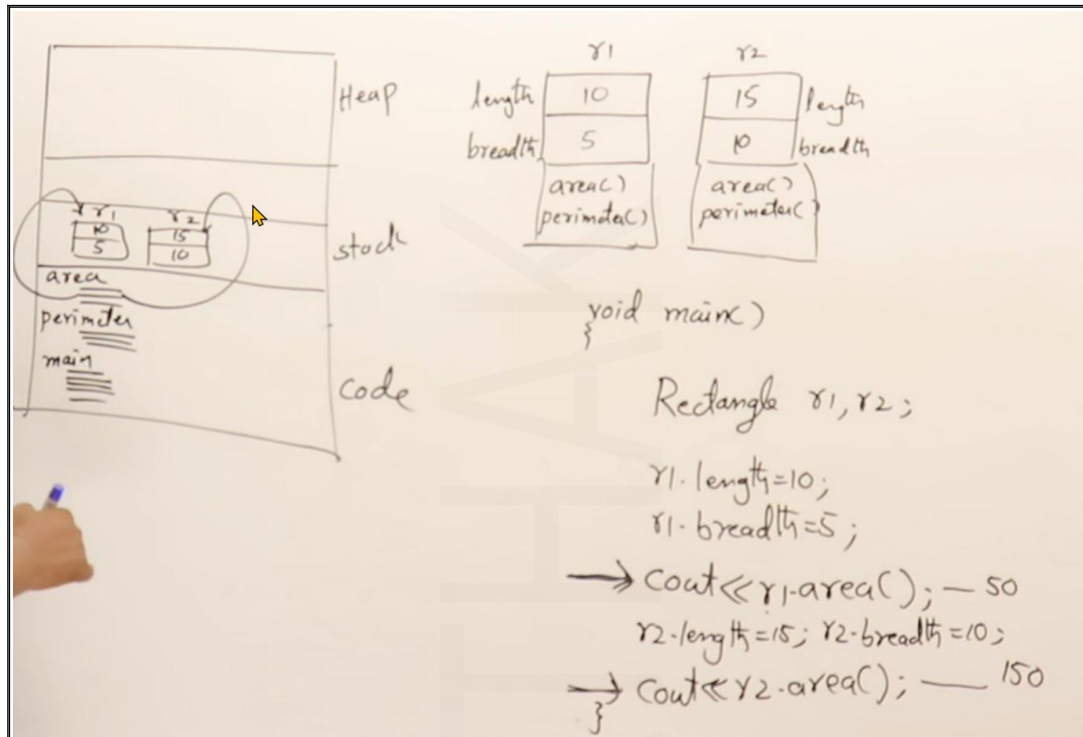 Heap
r1 r2
10 15
5 10
stack
area
perimeter
main
code
r1 r2
length 10 15 length
breadth 5 10 breadth
area() area()
perimeter() perimeter()
void main()
{
Rectangle r1, r2;
r1.length=10;
r1.breadth=5;
→ cout<<r1.area(); — 50
r2.length=15; r2.breadth=10;
→ cout<<r2.area(); — 150
}
THAK